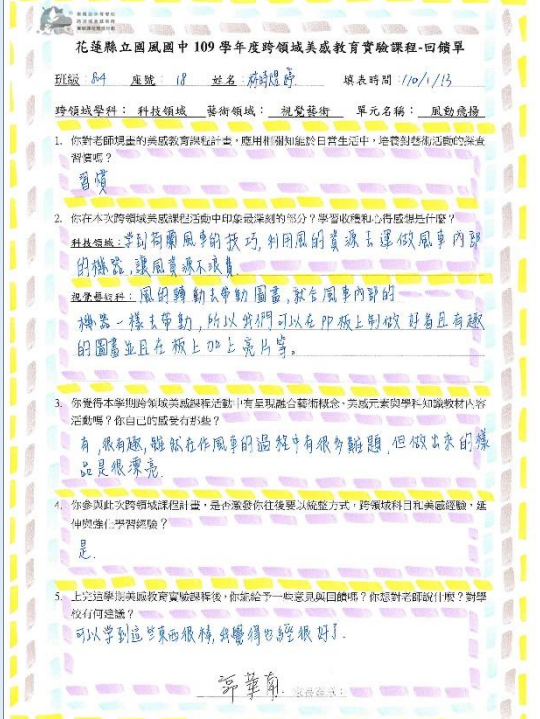 花蓮縣立國風國中 109 學年度跨領域美感教育實驗課程-回饋單
班級：84 座號：18 姓名： 填表時間：110/1/13
跨領域學科： 科技領域 藝術領域： 視覺藝術 單元名稱： 風動飛揚
1. 你對老師規畫的美感教育課程計畫，應用相關知能於日常生活中，培養對藝術活動的深查
習慣嗎？
習慣
2. 你在本次跨領域美感課程活動中印象最深刻的部分？學習收穫和心得感想是什麼？
科技領域：學到荷蘭風車的技巧，利用風的資源去運做風車內部
的機器，讓風資源不浪費.
視覺藝術科：風的轉動去帶動圖畫，就合風車內部的
機器一樣去帶動，所以我們可以在PP板上制做 好看且有趣
的圖畫並且在板上加上亮片等。
3. 你覺得本學期跨領域美感課程活動中有呈現融合藝術概念、美感元素與學科知識教材內容
活動嗎？你自己的感受有那些？
有，很有趣，雖然在作風車的過程中有很多難題，但做出來的樣
品是很漂亮.
4. 你參與此次跨領域課程計畫，是否激發你往後要以統整方式，跨領域科目和美感經驗，延
伸與強化學習經驗？
是.
5. 上完這學期美感教育實驗課程後，你能給予一些意見與回饋嗎？你想對老師說什麼？對學
校有何建議？
可以學到這些東西很棒，我覺得已經很好了.